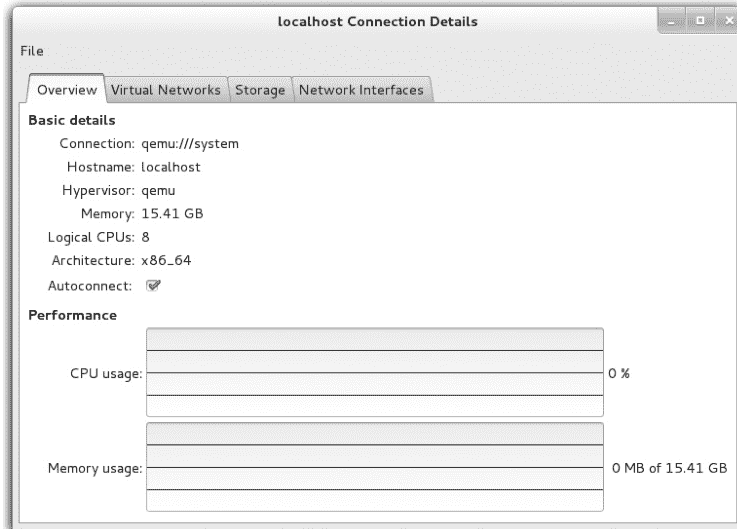 localhost Connection Details
File
Overview Virtual Networks Storage Network Interfaces
Basic details
Connection: qemu:///system
Hostname: localhost
Hypervisor: qemu
Memory: 15.41 GB
Logical CPUs: 8
Architecture: x86_64
Autoconnect:
Performance
CPU usage: 0 %
Memory usage: 0 MB of 15.41 GB